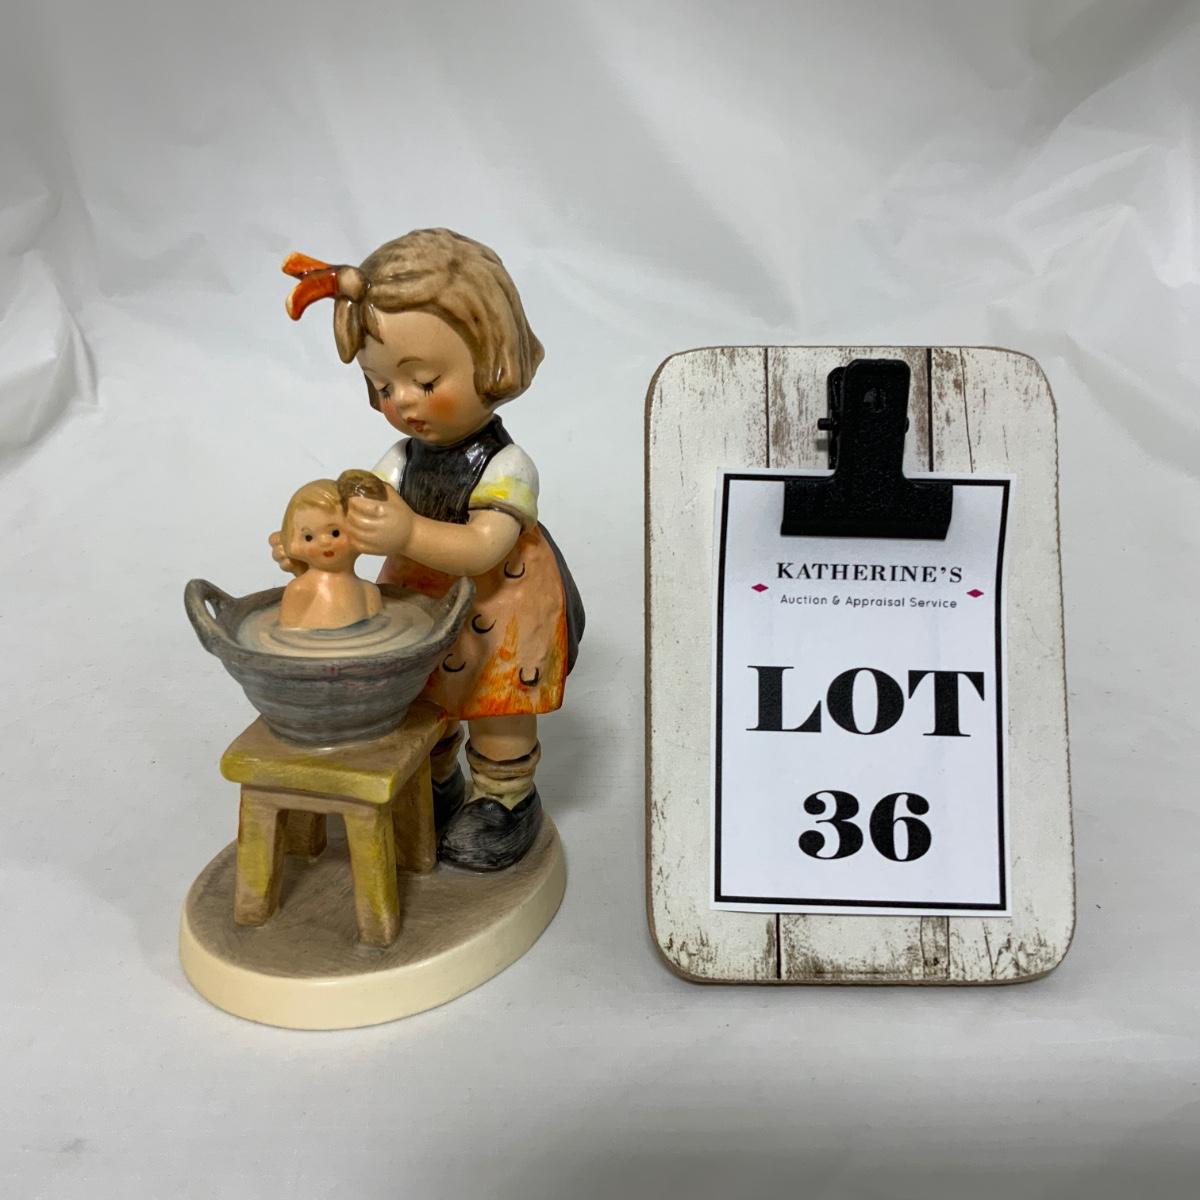 KATHERINE'S
Auction & Appraisal Service
LOT
36